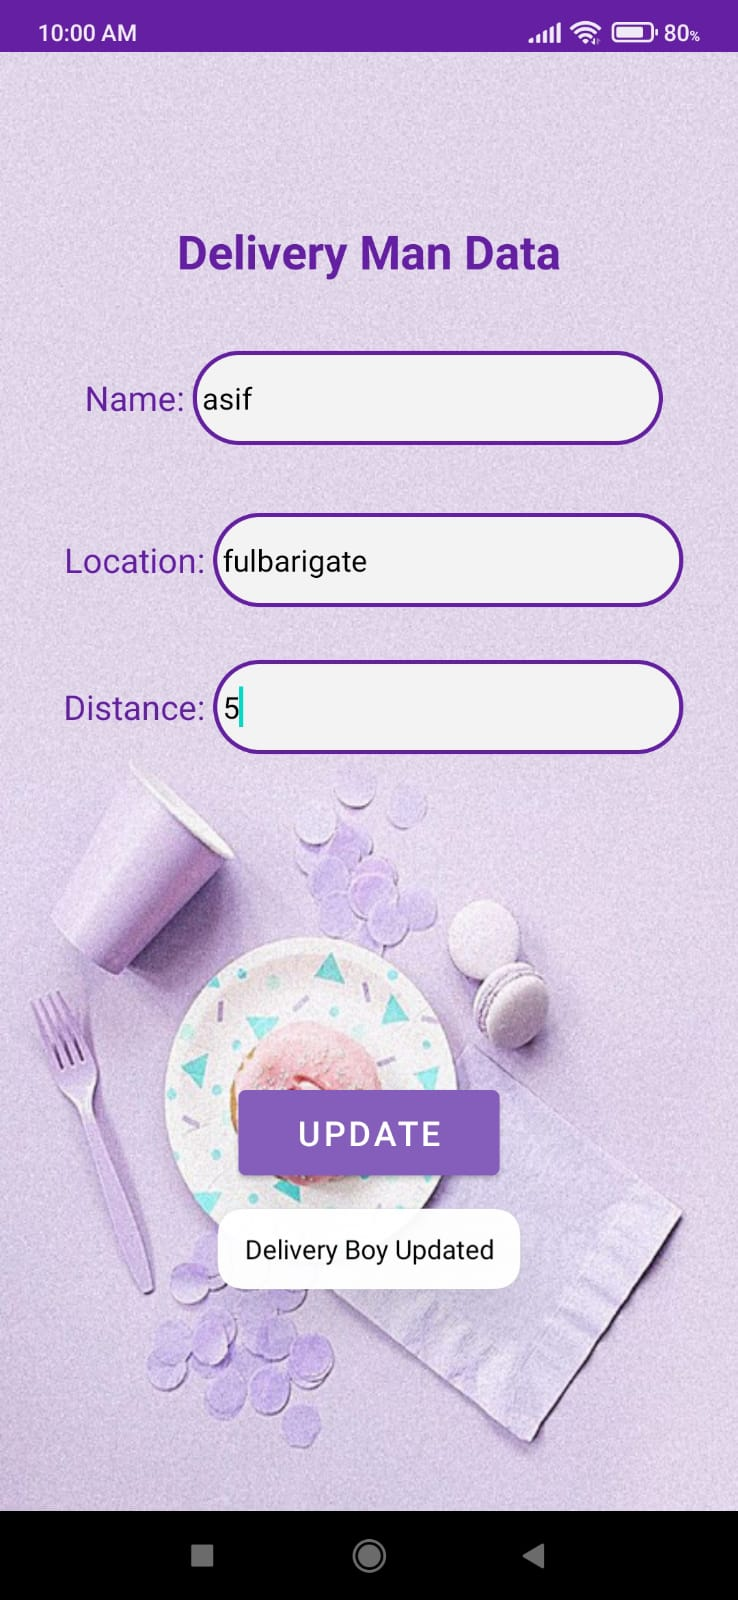 10:00 AM 80%
Delivery Man Data
Name: asif
Location: fulbarigate
Distance: 5
UPDATE
Delivery Boy Updated